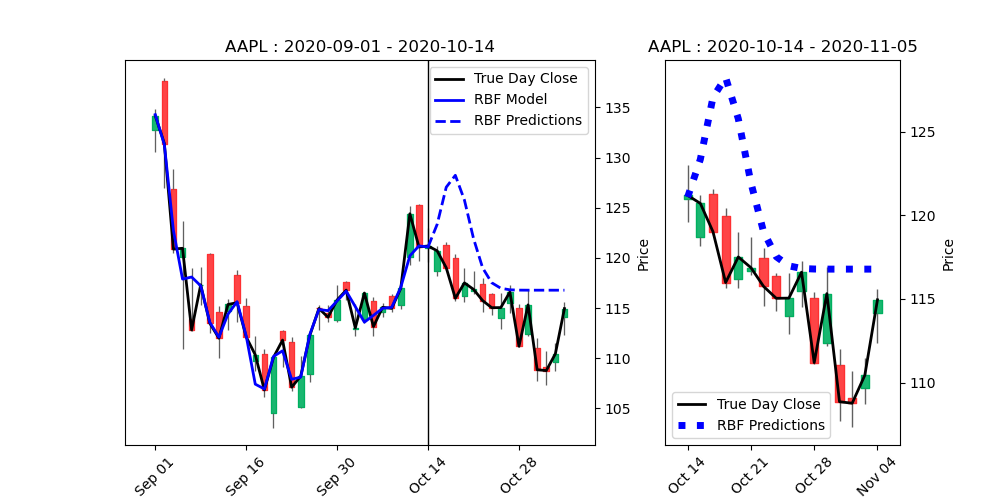 AAPL : 2020-09-01 - 2020-10-14
True Day Close
RBF Model
RBF Predictions
135
130
125
120
115
110
105
Price
Sep 01
Sep 16
Sep 30
Oct 14
Oct 28
AAPL : 2020-10-14 - 2020-11-05
125
120
115
110
Price
True Day Close
RBF Predictions
Oct 14
Oct 21
Oct 28
Nov 04